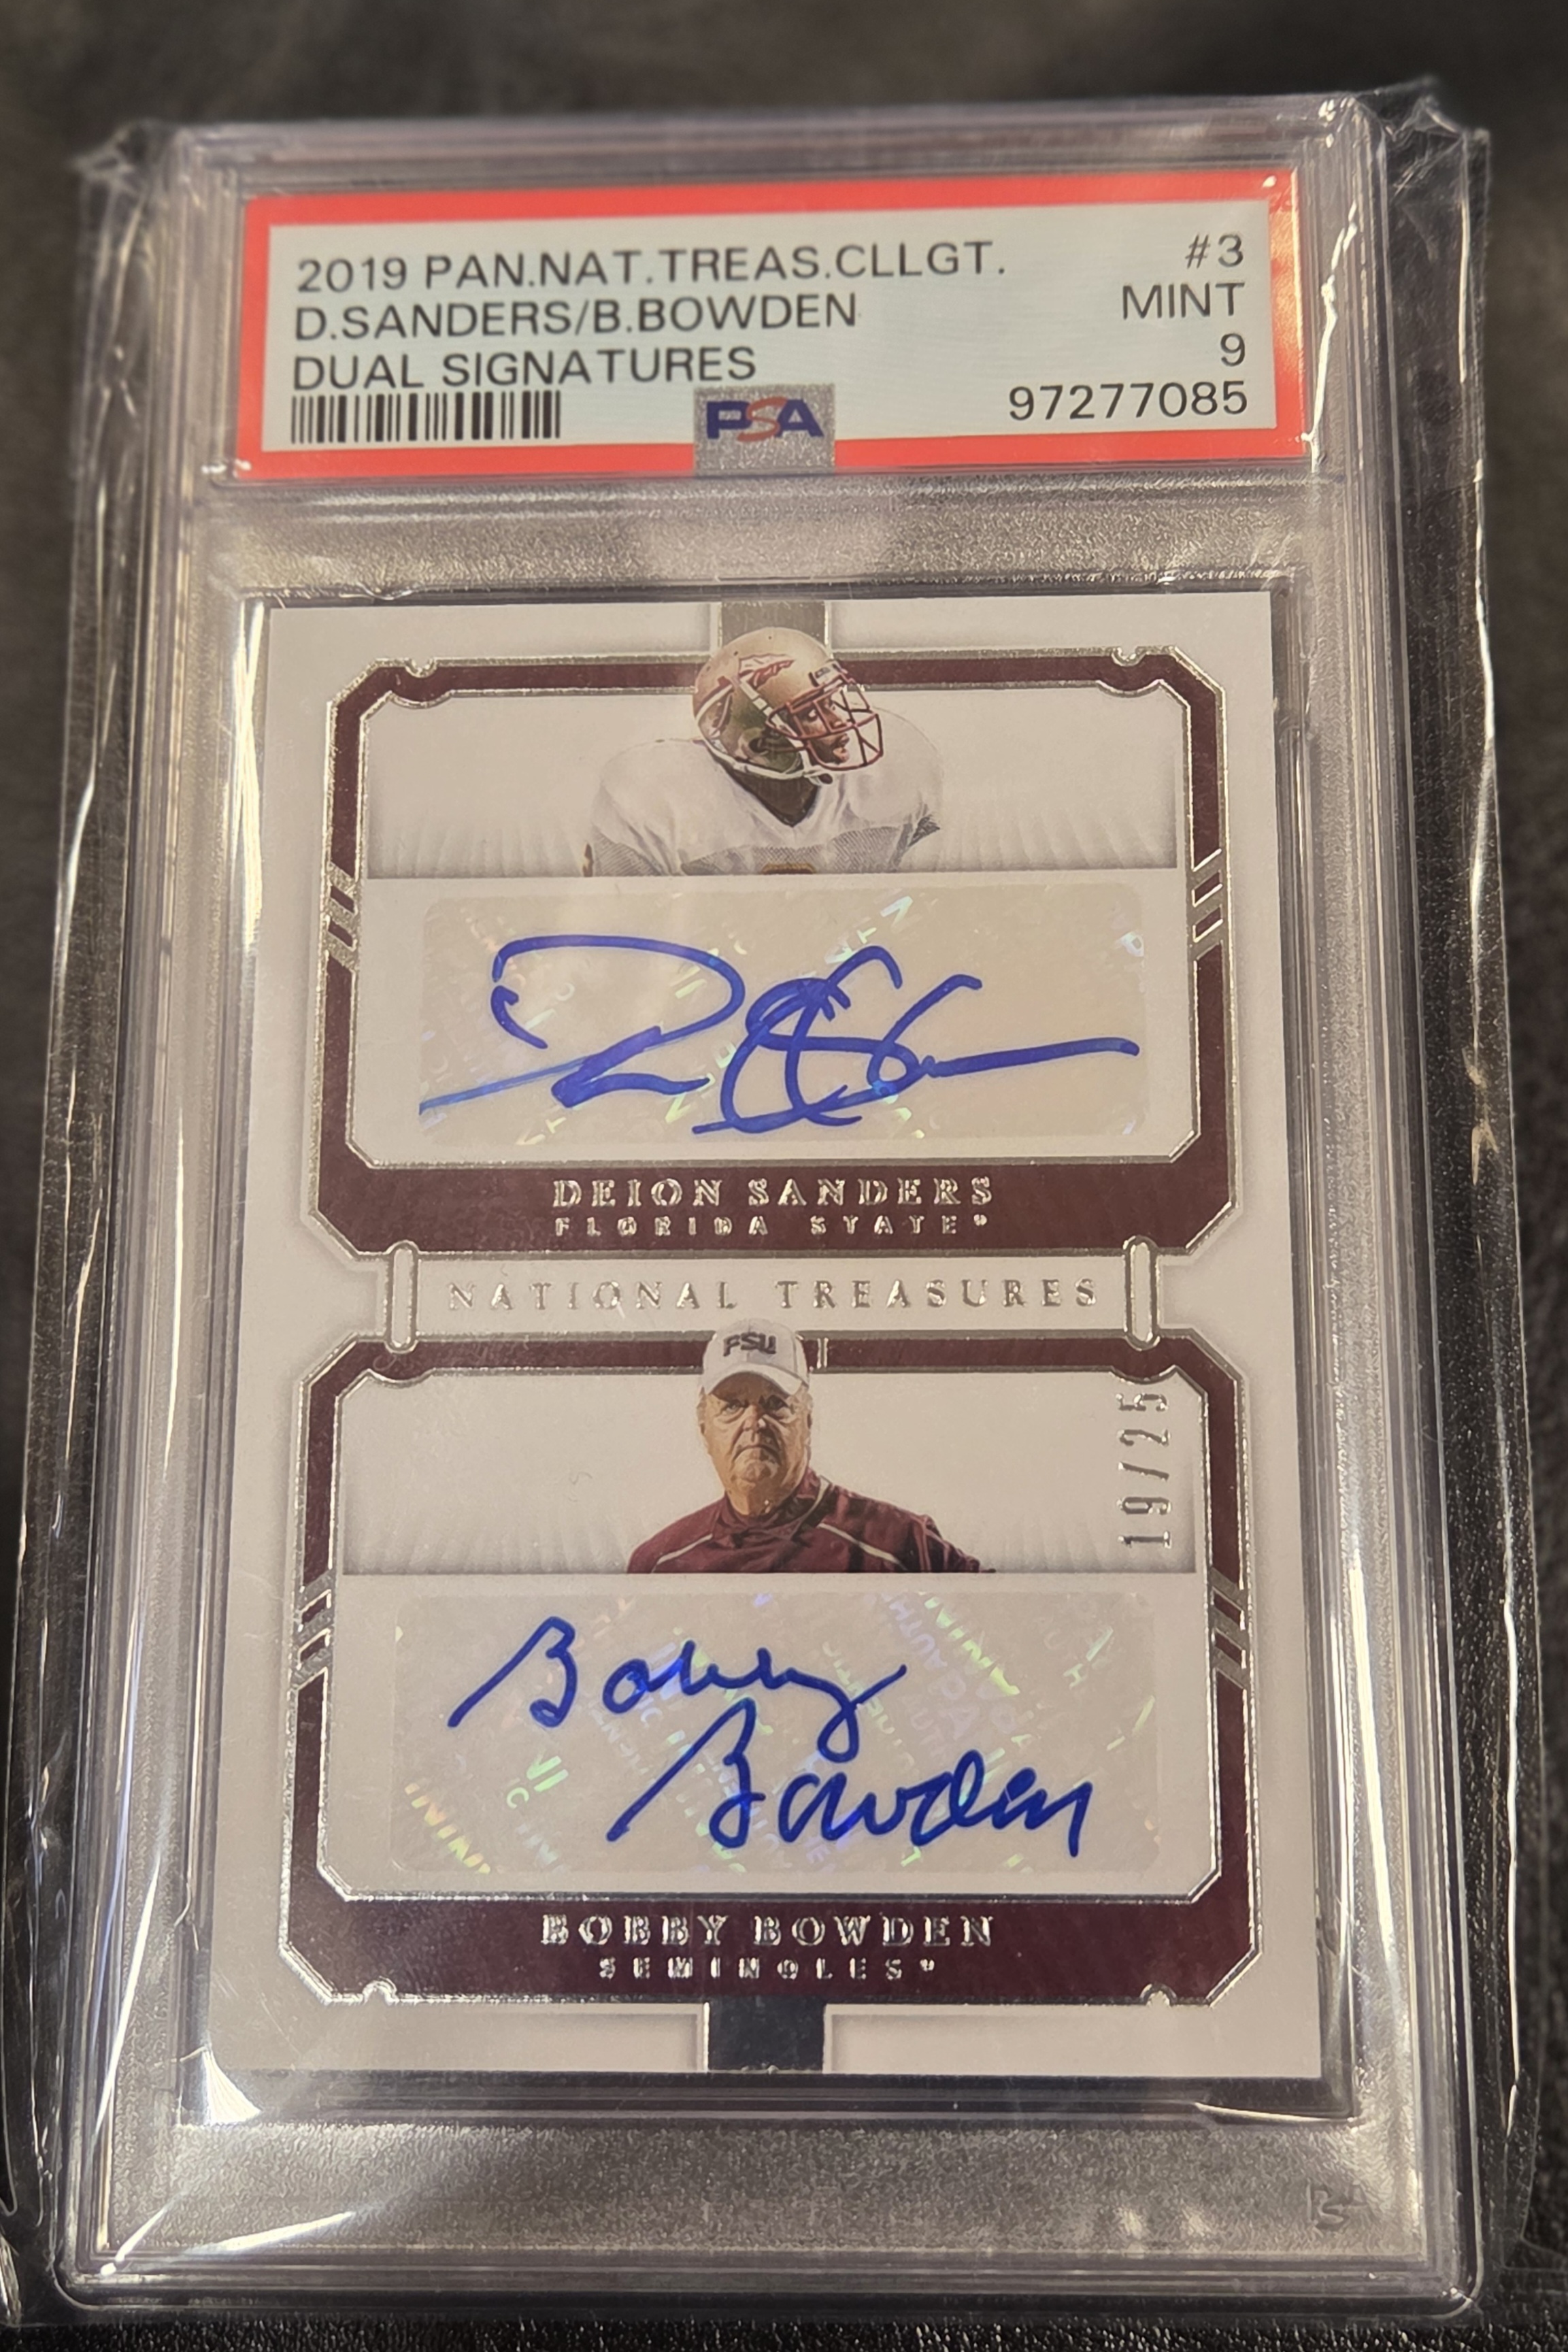 2019 PAN.NAT.TREAS.CLLGT. #3
D.SANDERS/B.BOWDEN MINT
DUAL SIGNATURES 9
PSA 97277085
DEION SANDERS
FLORIDA STATE®
NATIONAL TREASURES
FSU
19/25
Bobby
Bowden
BOBBY BOWDEN
SEMINOLES®
PSA